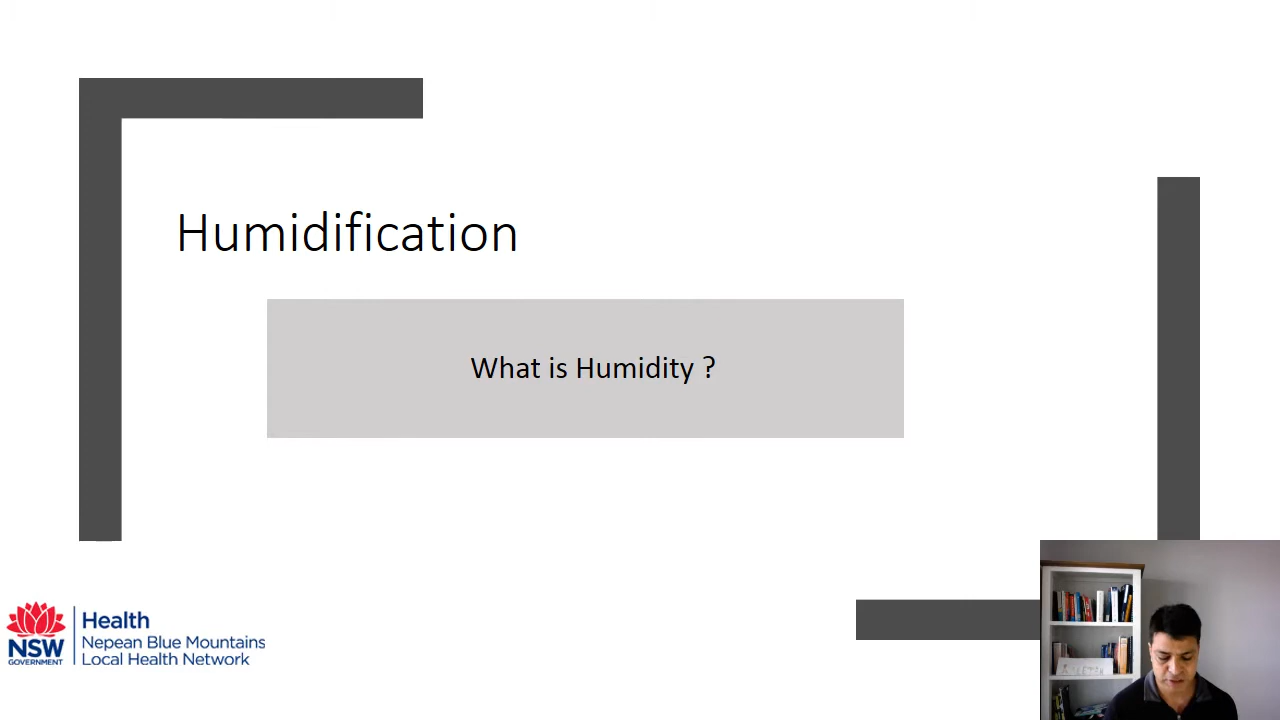 Humidification
What is Humidity ?
Health
Nepean Blue Mountains
Local Health Network
NSW
GOVERNMENT